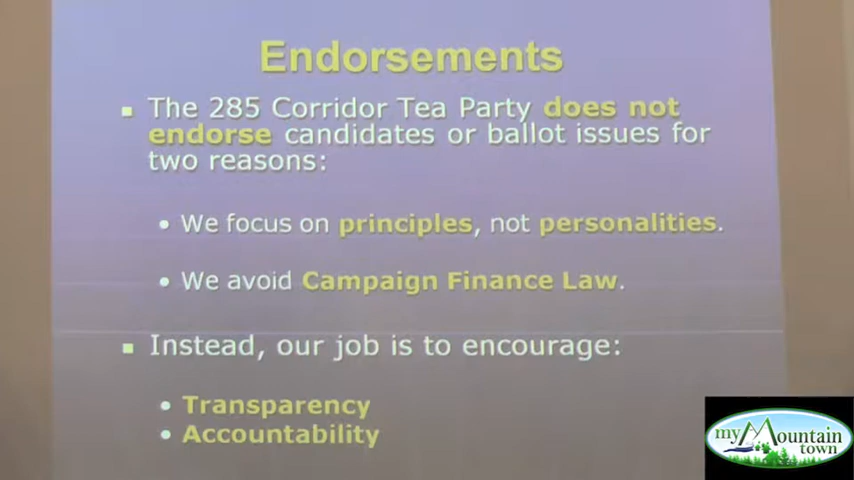 Endorsements
The 285 Corridor Tea Party does not
endorse candidates or ballot issues for
two reasons:
We focus on principles, not personalities.
We avoid Campaign Finance Law.
Instead, our job is to encourage:
Transparency
Accountability
my Mountain
town